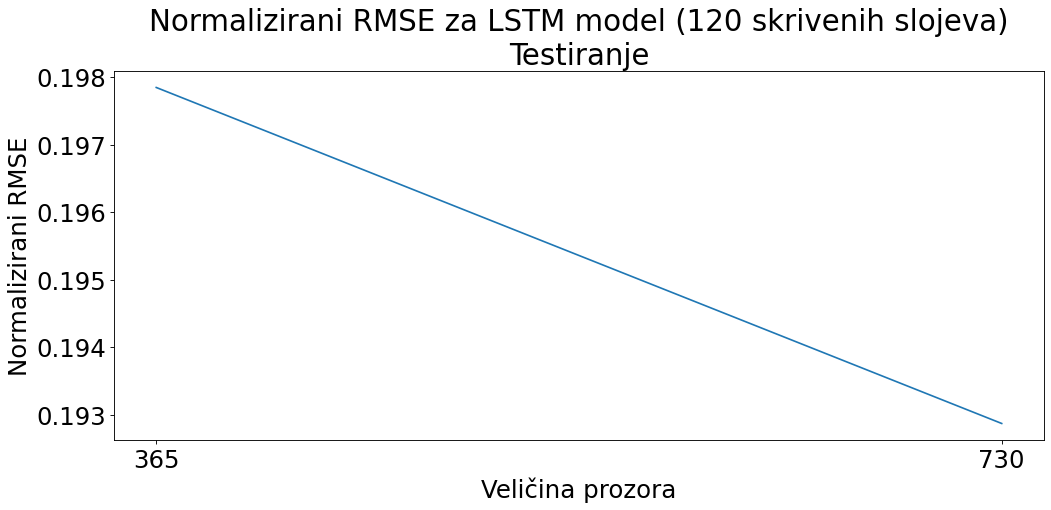 Normalizirani RMSE za LSTM model (120 skrivenih slojeva)
Testiranje
0.198
0.197
0.196
0.195
0.194
0.193
Normalizirani RMSE
365
730
Veličina prozora